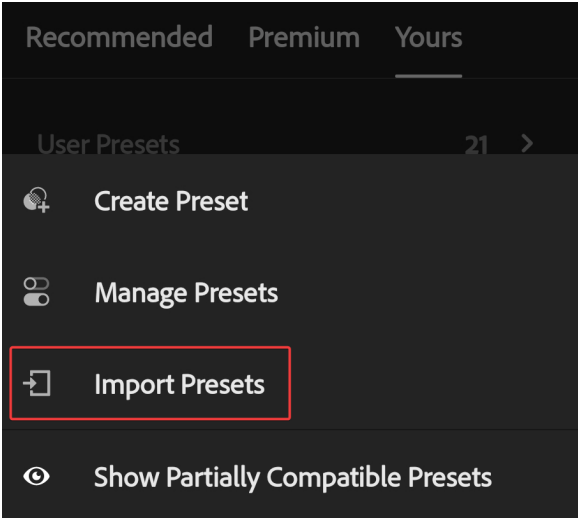 Recommended Premium Yours
User Presets 21
Create Preset
Manage Presets
Import Presets
Show Partially Compatible Presets